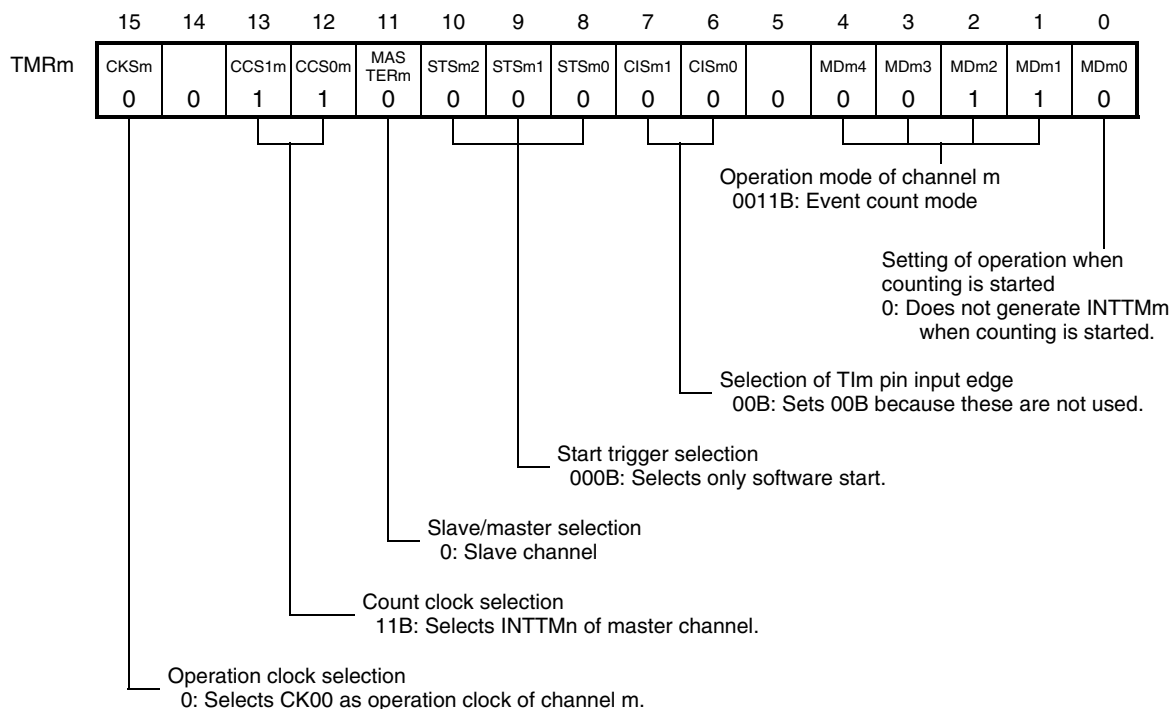 15 14 13 12 11 10 9 8 7 6 5 4 3 2 1 0
TMRm CKSm CCS1m CCS0m MAS TERm STSm2 STSm1 STSm0 CISm1 CISm0 MDm4 MDm3 MDm2 MDm1 MDm0
0 0 1 1 0 0 0 0 0 0 0 0 0 1 1 0
Operation mode of channel m
0011B: Event count mode
Setting of operation when
counting is started
0: Does not generate INTTMm
when counting is started.
Selection of TIm pin input edge
00B: Sets 00B because these are not used.
Start trigger selection
000B: Selects only software start.
Slave/master selection
0: Slave channel
Count clock selection
11B: Selects INTTMn of master channel.
Operation clock selection
0: Selects CK00 as operation clock of channel m.